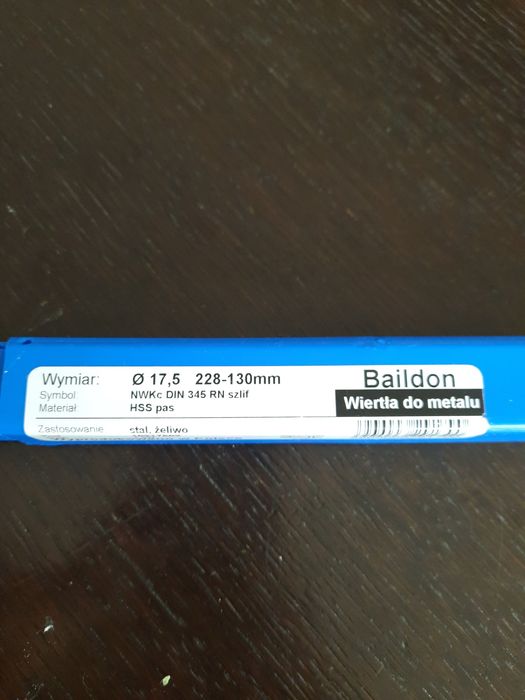 Wymiar: Ø 17,5 228-130mm
Symbol NWKc DIN 345 RN szlif
Materiał HSS pas
Zastosowanie stal, żeliwo
Baildon
Wiertła do metalu